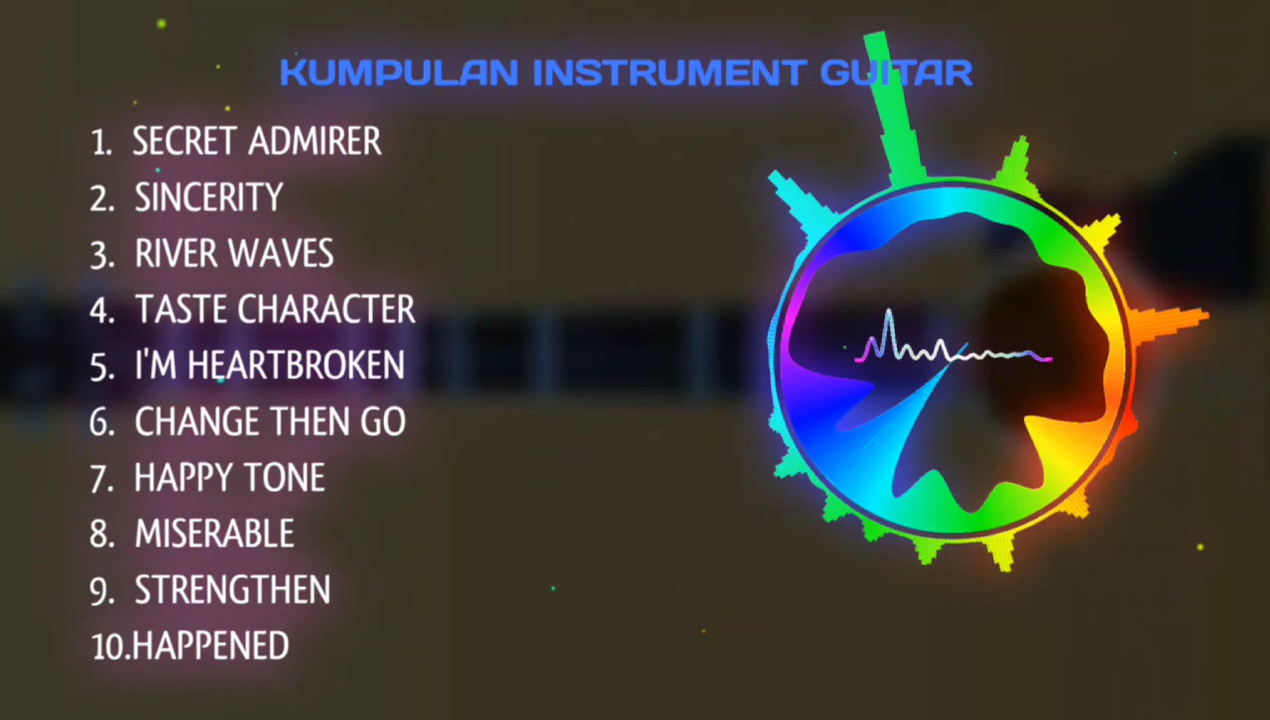 KUMPULAN INSTRUMENT GUITAR
1. SECRET ADMIRER
2. SINCERITY
3. RIVER WAVES
4. TASTE CHARACTER
5. I'M HEARTBROKEN
6. CHANGE THEN GO
7. HAPPY TONE
8. MISERABLE
9. STRENGTHEN
10.HAPPENED